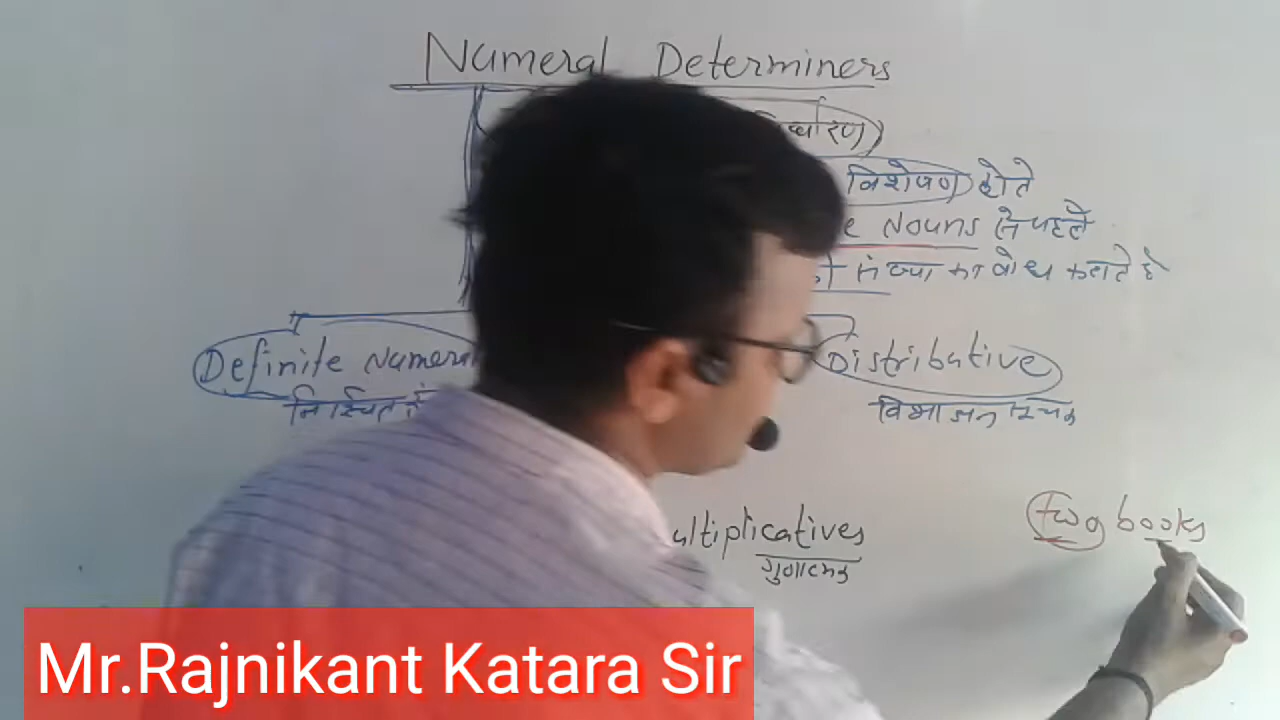 Numeral Determiners
विशेषण होते
Nouns से पहले
संख्या का बोध कराते है
Definite Numeral
Distributive
निश्चित
विभाजन सूचक
two books
ultiplicatives
गुणात्मक
Mr.Rajnikant Katara Sir